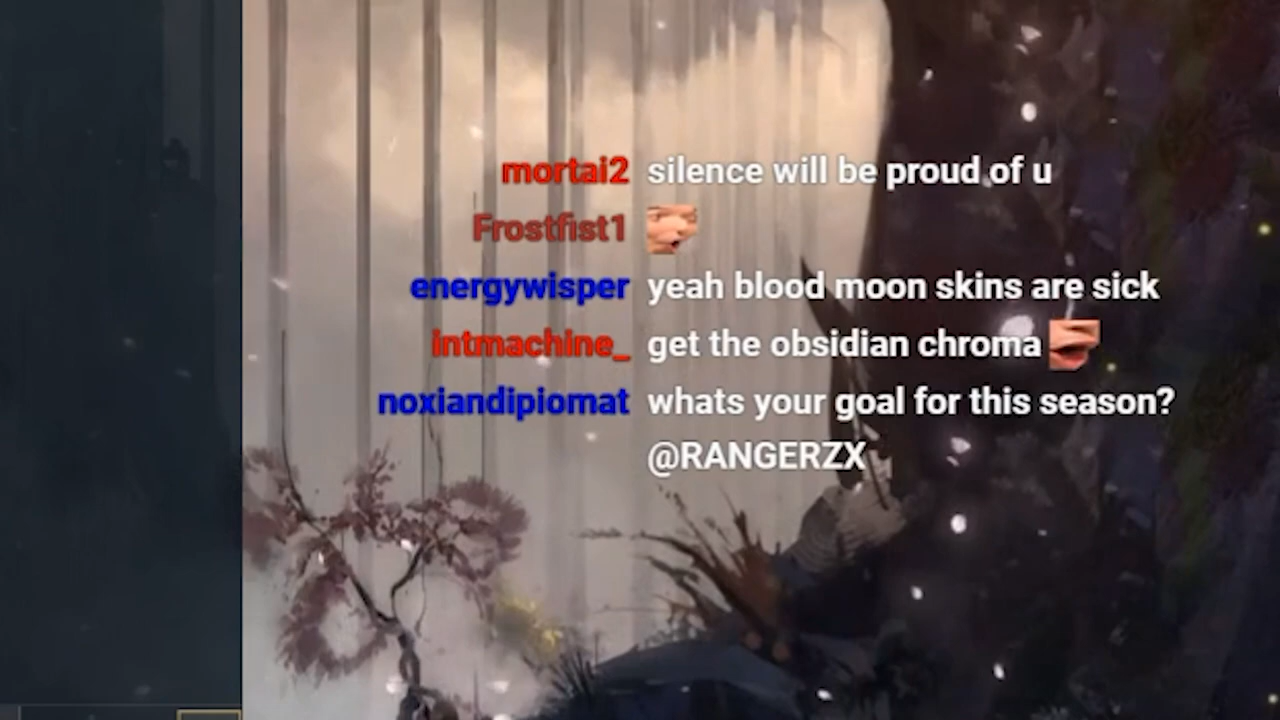 mortai2 silence will be proud of u
Frostfist1
energywisper yeah blood moon skins are sick
intmachine_ get the obsidian chroma
noxiandipiomat whats your goal for this season?
@RANGERZX